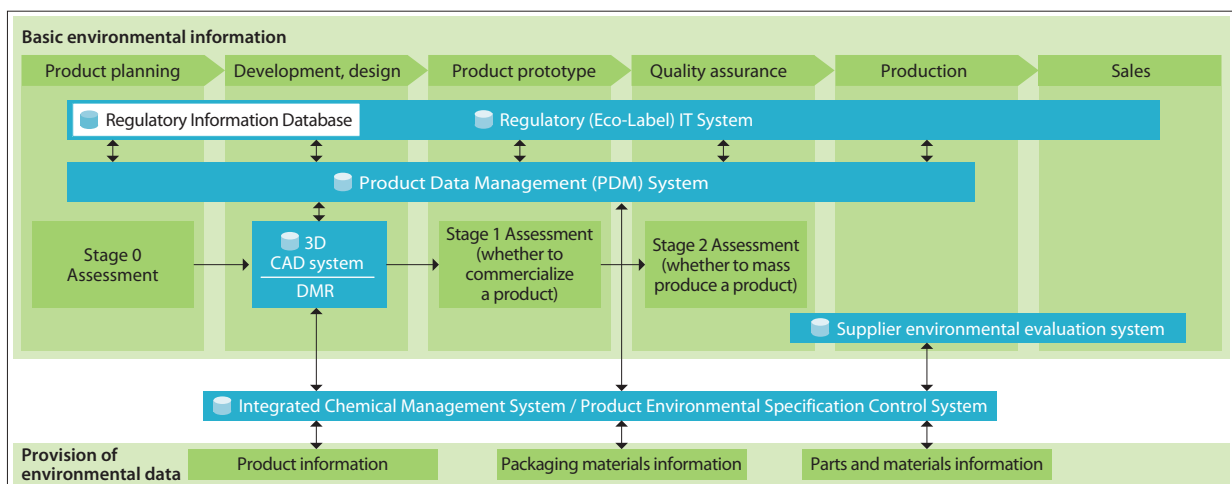 Basic environmental information
Product planning
Development, design
Product prototype
Quality assurance
Production
Sales
Regulatory Information Database
Regulatory (Eco-Label) IT System
Product Data Management (PDM) System
Stage 0
Assessment
3D
CAD system
DMR
Stage 1 Assessment
(whether to
commercialize
a product)
Stage 2 Assessment
(whether to mass
produce a product)
Supplier environmental evaluation system
Integrated Chemical Management System / Product Environmental Specification Control System
Provision of
environmental data
Product information
Packaging materials information
Parts and materials information